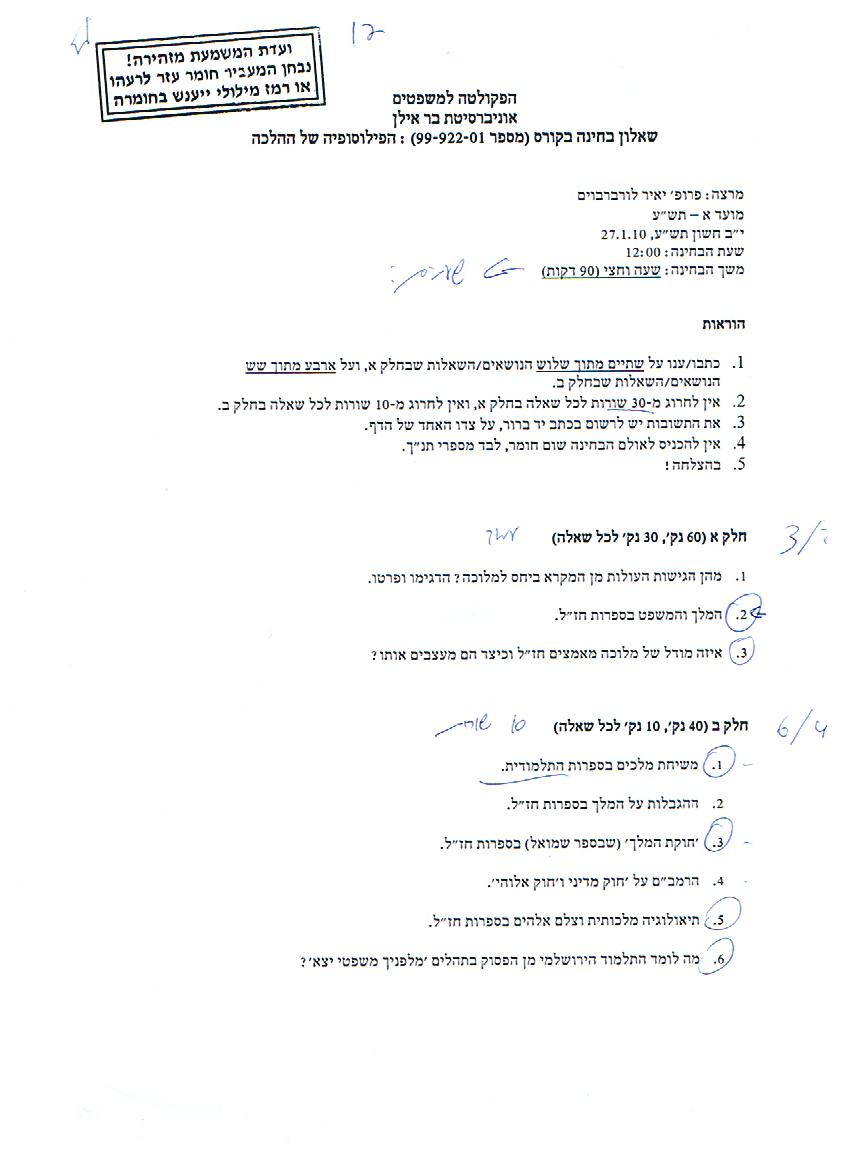 ועדת המשמעת מזהירה!
נבחן המעביר חומר עזר לרעהו
או רמז מילולי ייענש בחומרה
הפקולטה למשפטים
אוניברסיטת בר אילן
שאלון בחינה בקורס (מספר 99-922-01) : הפילוסופיה של ההלכה
מרצה: פרופ' יאיר לורברבוים
מועד א – תש"ע
י"ב חשון תש"ע, 27.1.10
שעת הבחינה: 12:00
משך הבחינה: שעה וחצי (90 דקות)
הוראות
1. כתבו/ענו על שתיים מתוך שלוש הנושאים/השאלות שבחלק א, ועל ארבע מתוך שש
הנושאים/השאלות שבחלק ב.
2. אין לחרוג מ-30 שורות לכל שאלה בחלק א, ואין לחרוג מ-10 שורות לכל שאלה בחלק ב.
3. את התשובות יש לרשום בכתב יד ברור, על צדו האחד של הדף.
4. אין להכניס לאולם הבחינה שום חומר, לבד מספרי תנ"ך.
5. בהצלחה!
חלק א (60 נק', 30 נק' לכל שאלה)
1. מהן הגישות העולות מן המקרא ביחס למלוכה? הדגימו ופרטו.
2. המלך והמשפט בספרות חז"ל.
3. איזה מודל של מלוכה מאמצים חז"ל וכיצד הם מעצבים אותו?
חלק ב (40 נק', 10 נק' לכל שאלה) 10 שורות 6/4
1. משיחת מלכים בספרות התלמודית.
2. ההגבלות על המלך בספרות חז"ל.
3. 'חוקת המלך' (שבספר שמואל) בספרות חז"ל.
4. הרמב"ם על 'חוק מדיני ו'חוק אלוהי'.
5. תיאולוגיה מלכותית וצלם אלהים בספרות חז"ל.
6. מה לומד התלמוד הירושלמי מן הפסוק בתהלים 'מלפניך משפטי יצא'?